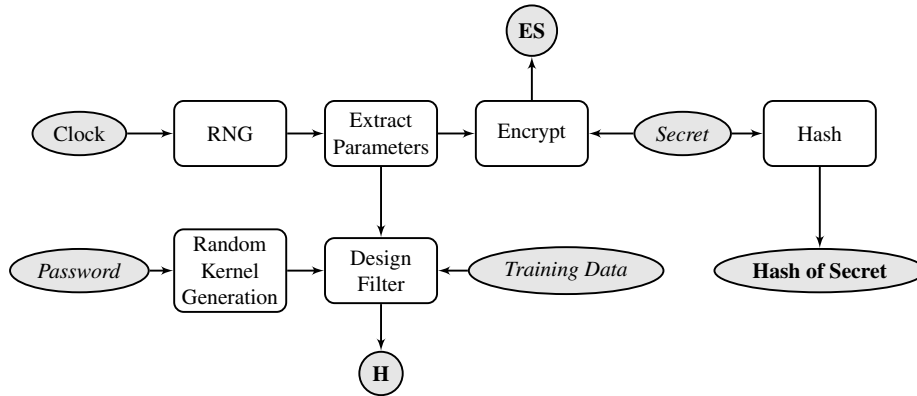 ES
Clock
RNG
Extract
Parameters
Encrypt
Secret
Hash
Password
Random
Kernel
Generation
Design
Filter
Training Data
Hash of Secret
H